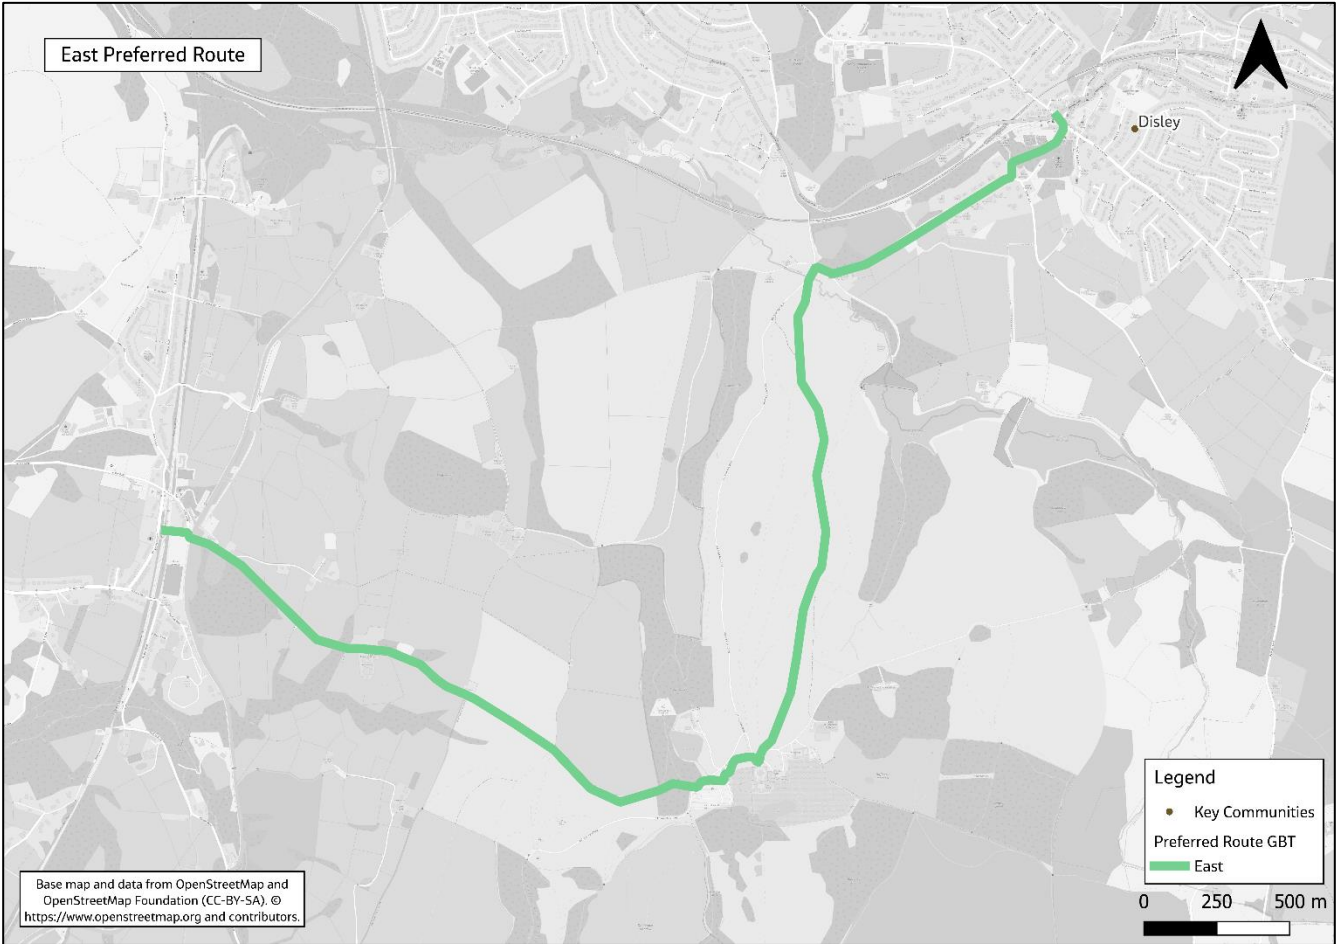 East Preferred Route
Disley
Legend
Key Communities
Preferred Route GBT
East
0 250 500 m
Base map and data from OpenStreetMap and
OpenStreetMap Foundation (CC-BY-SA). ©
https://www.openstreetmap.org and contributors.